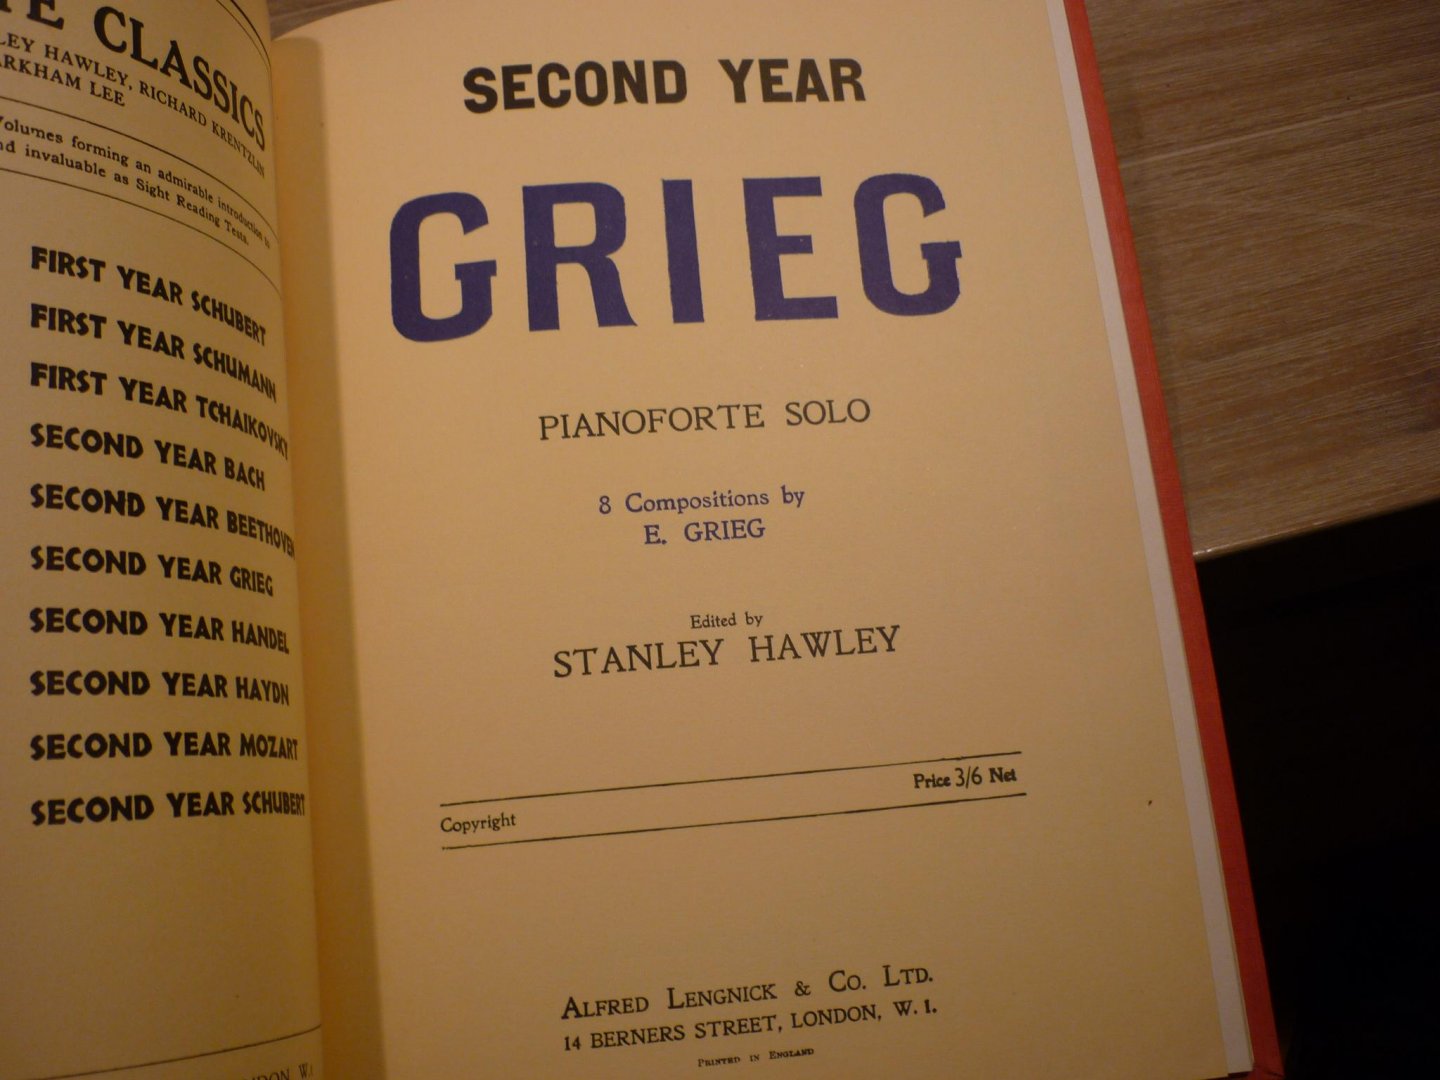 CLASSICS
HAWLEY, RICHARD KRENTZLIN
LEE
Volumes forming an admirable introduction to
invaluable as Sight Reading Tests.
FIRST YEAR SCHUBERT
FIRST YEAR SCHUMANN
FIRST YEAR TCHAIKOVSKY
SECOND YEAR BACH
SECOND YEAR BEETHOVEN
SECOND YEAR GRIEG
SECOND YEAR HANDEL
SECOND YEAR HAYDN
SECOND YEAR MOZART
SECOND YEAR SCHUBERT
SECOND YEAR
GRIEG
PIANOFORTE SOLO
8 Compositions by
E. GRIEG
Edited by
STANLEY HAWLEY
Price 3/6 Net
Copyright
ALFRED LENGNICK & CO. LTD.
14 BERNERS STREET, LONDON, W. 1.
PRINTED IN ENGLAND